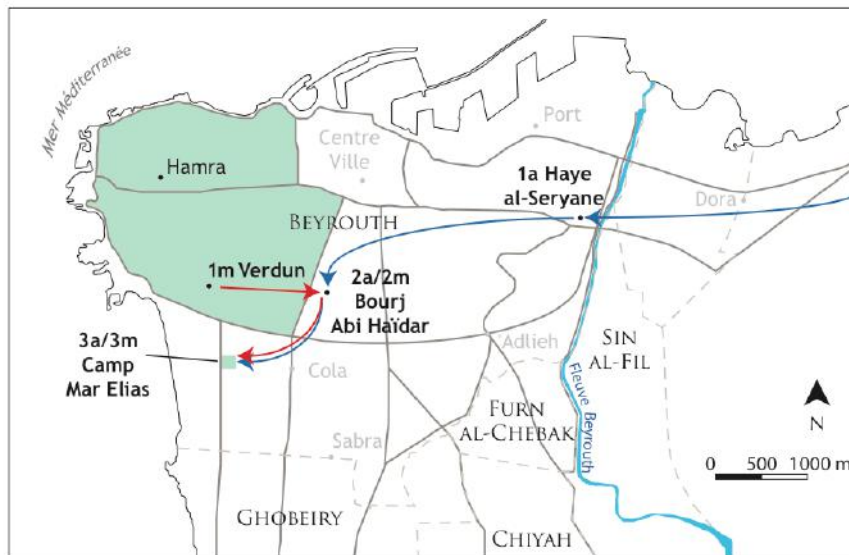 Mer Méditerranée
Hamra
Centre
Ville
Port
1a Haye
al-Seryane
Dora
BEYROUTH
1m Verdun
2a/2m
Bourj
Abi Haïdar
3a/3m
Camp
Mar Elias
Cola
Adlieh
SIN
AL-FIL
Fleuve Beyrouth
FURN
AL-CHEBAK
Sabra
N
0 500 1000 m
GHOBEIRY
CHIYAH